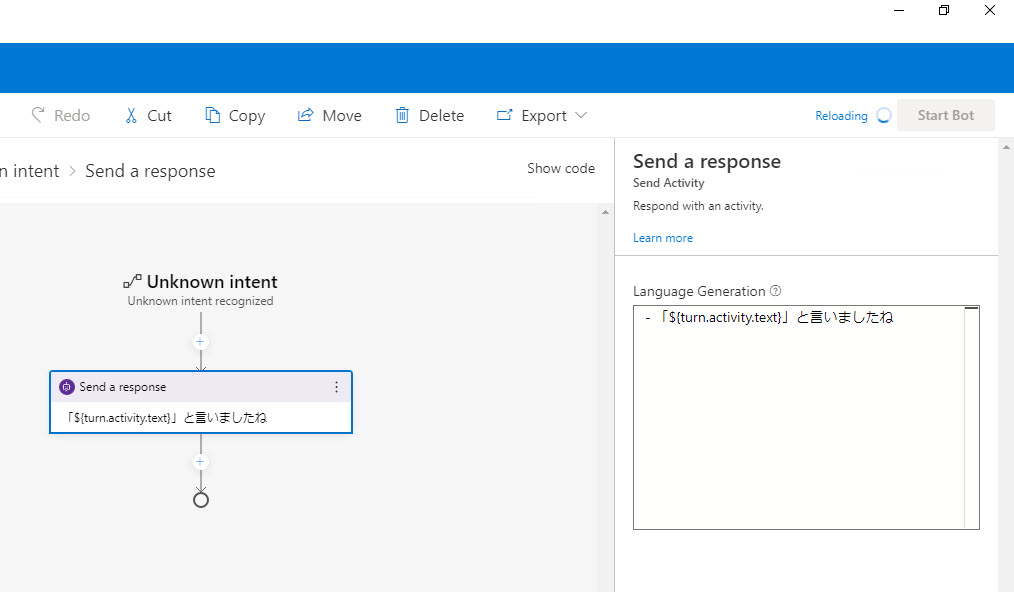 Redo Cut Copy Move Delete Export Reloading Start Bot
n intent > Send a response Show code
Unknown intent
Unknown intent recognized
Send a response
「${turn.activity.text}」と言いましたね
Send a response
Send Activity
Respond with an activity.
Learn more
Language Generation
- 「${turn.activity.text}」と言いましたね